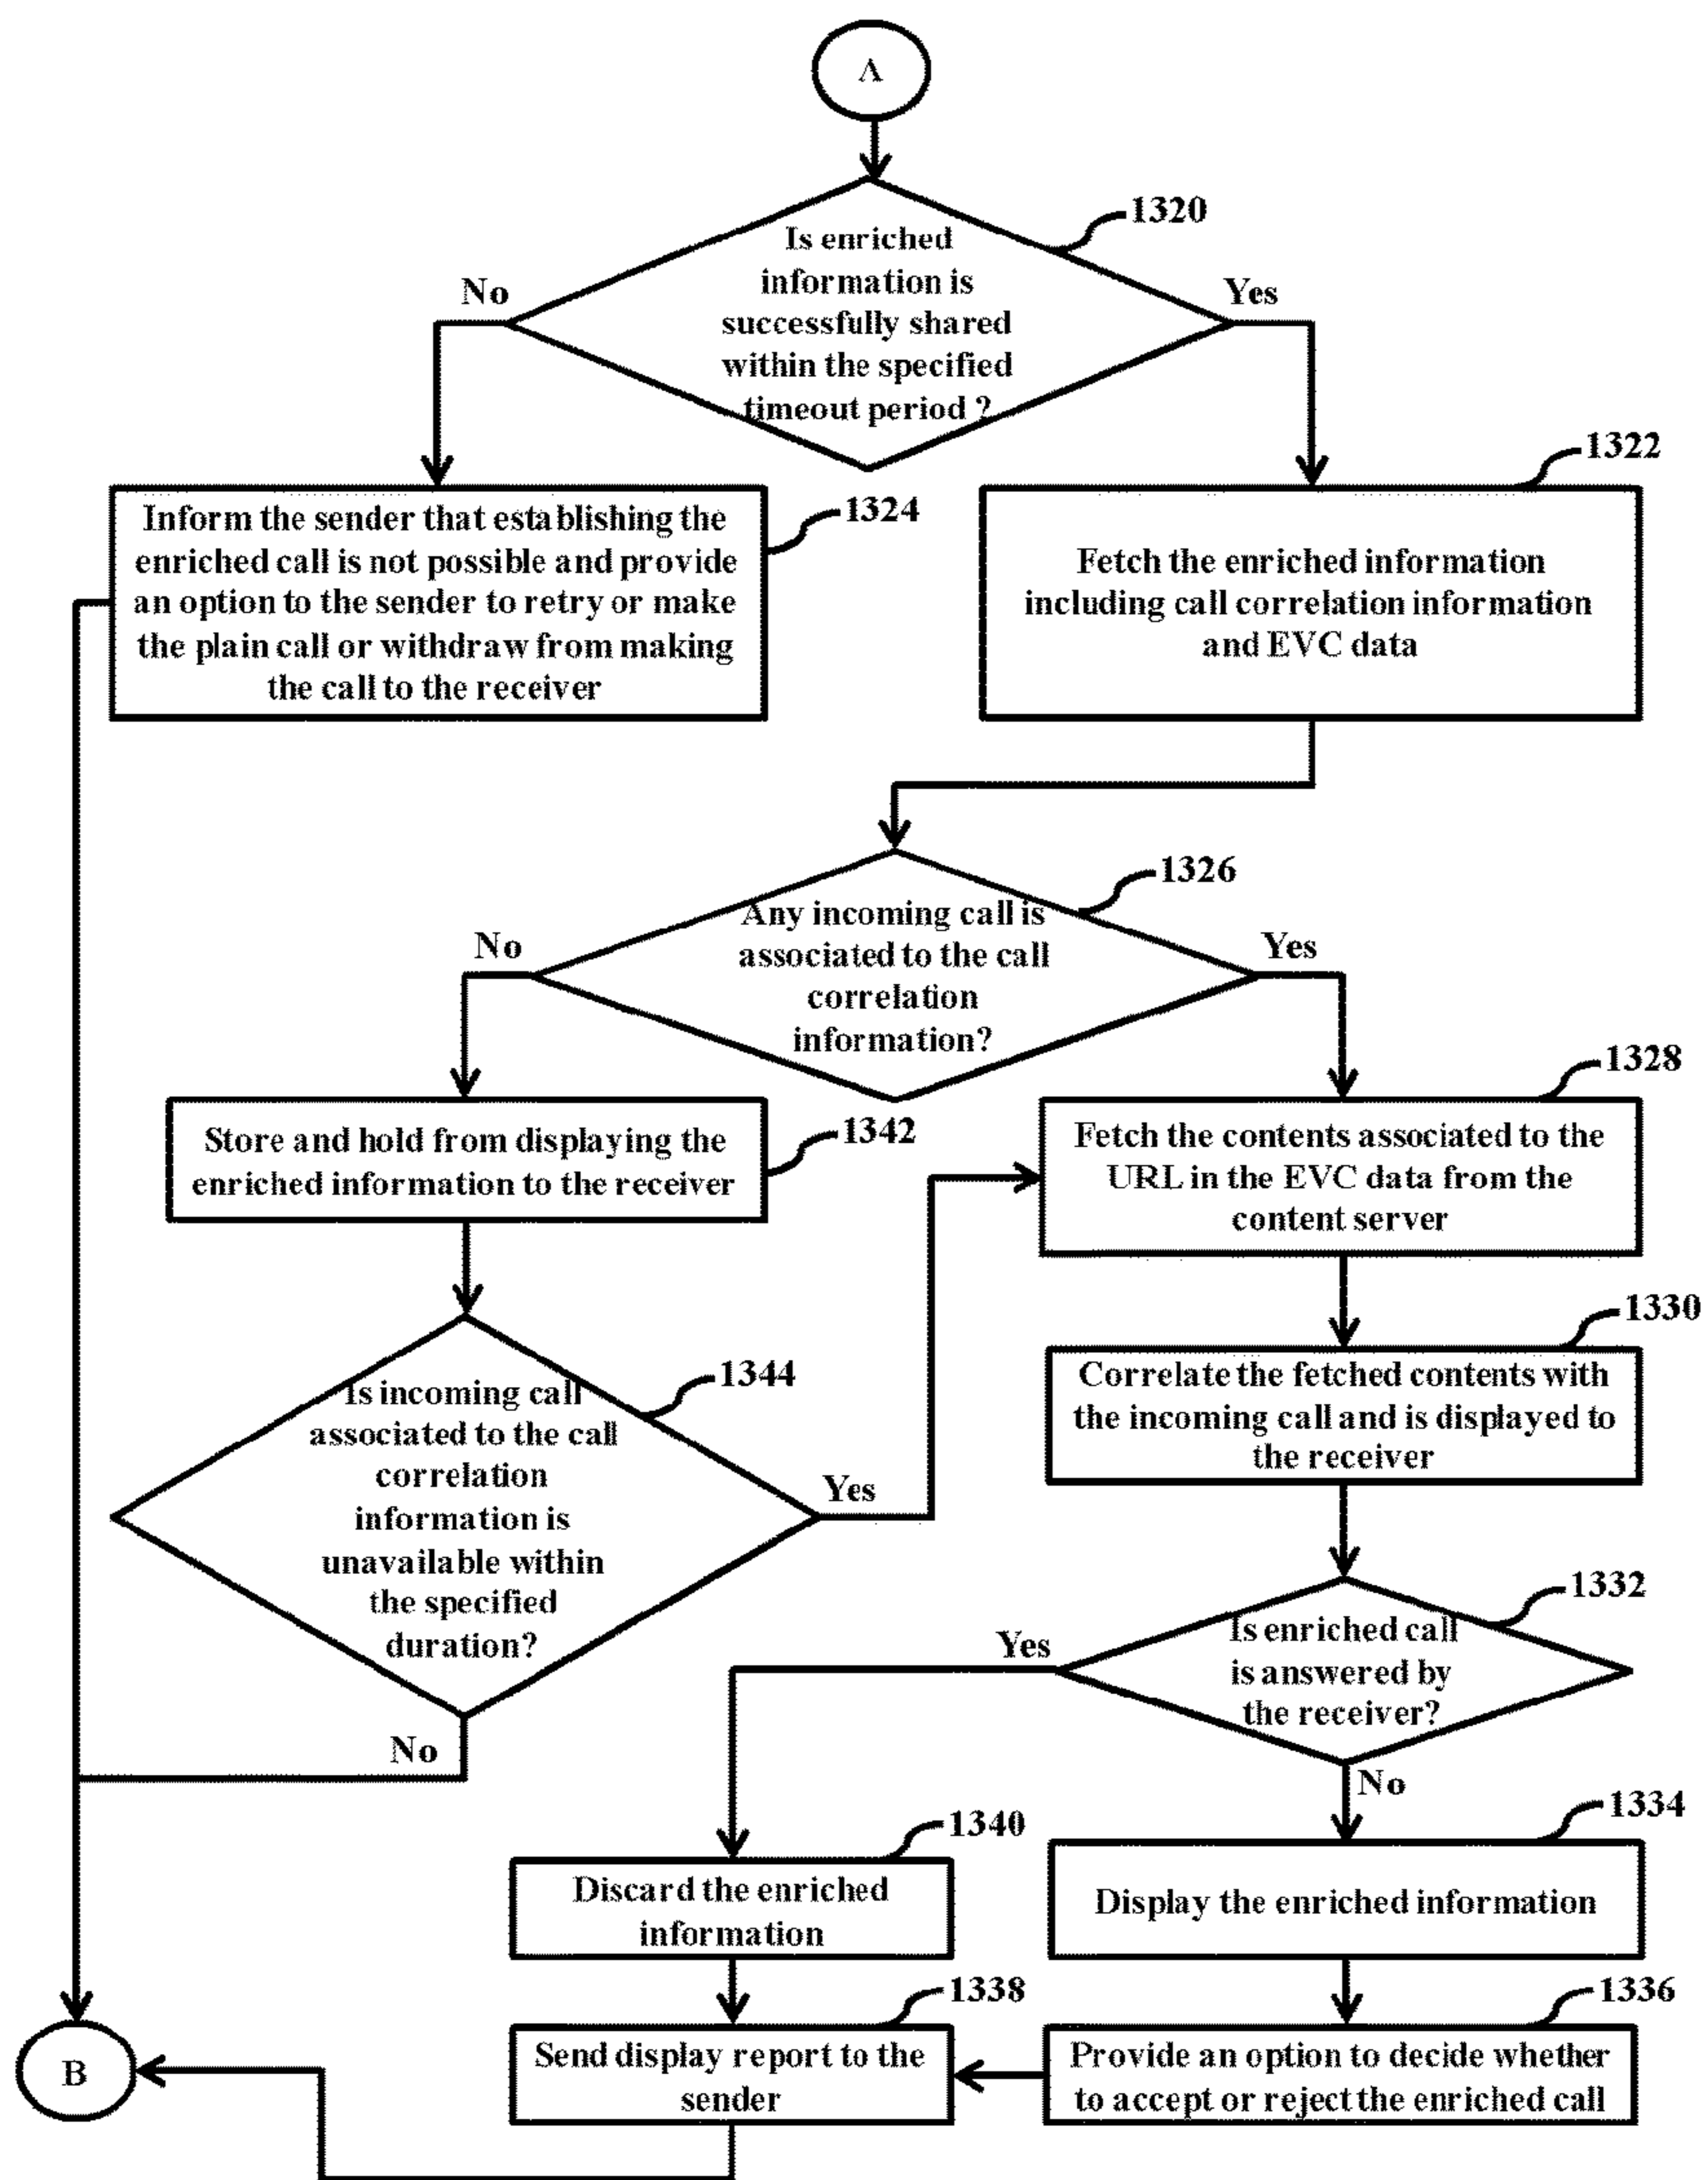 A
1320
Is enriched
information is
successfully shared
within the specified
timeout period ?
No
Yes
1322
1324
Inform the sender that establishing the
enriched call is not possible and provide
an option to the sender to retry or make
the plain call or withdraw from making
the call to the receiver
Fetch the enriched information
including call correlation information
and EVC data
1326
Any incoming call is
associated to the call
correlation
information?
No
Yes
1328
1342
Store and hold from displaying the
enriched information to the receiver
Fetch the contents associated to the
URL in the EVC data from the
content server
1330
Correlate the fetched contents with
the incoming call and is displayed to
the receiver
1344
Is incoming call
associated to the call
correlation
information is
unavailable within
the specified
duration?
Yes
No
1332
Is enriched call
is answered by
the receiver?
Yes
No
1334
1340
Discard the enriched
information
Display the enriched information
1338
1336
Send display report to the
sender
Provide an option to decide whether
to accept or reject the enriched call
B